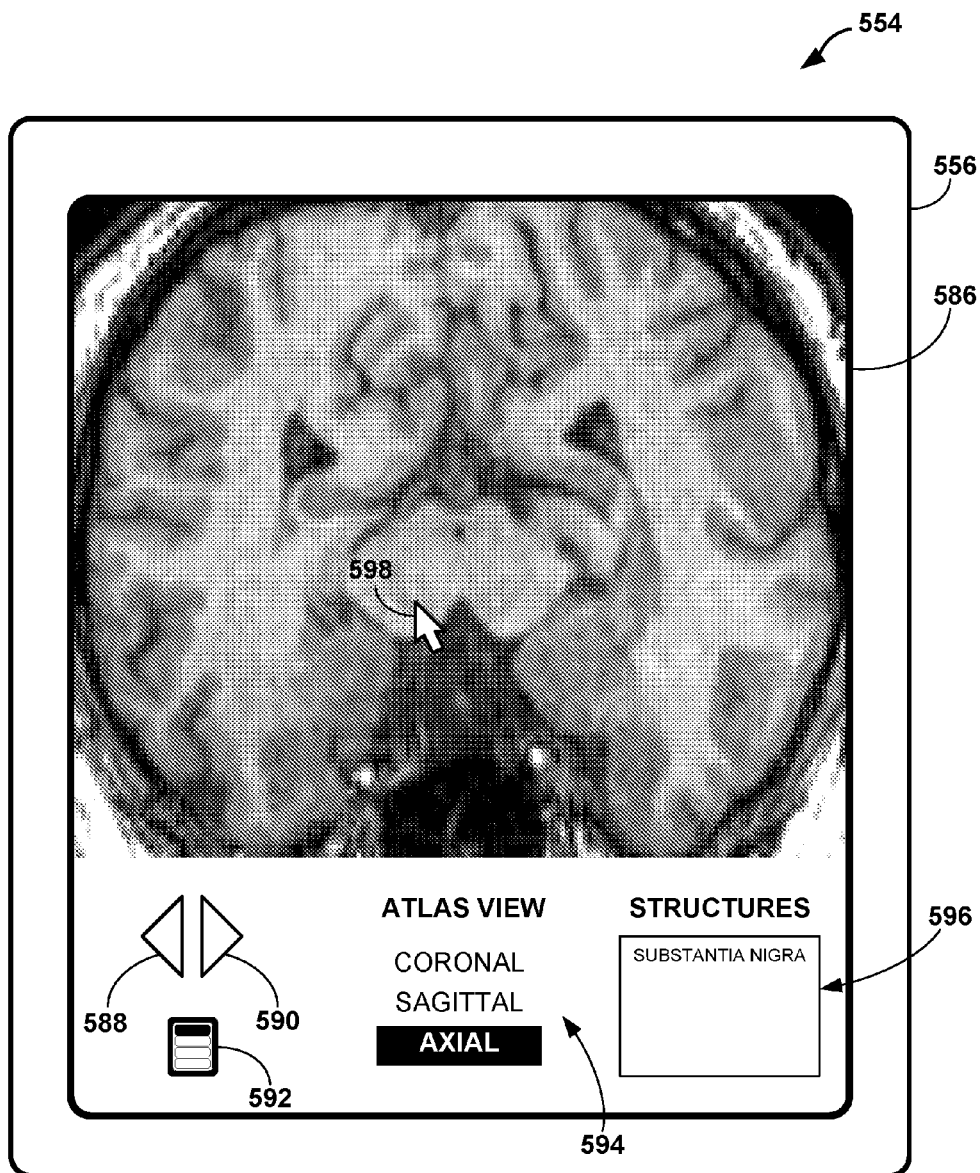 554
556
586
598
ATLAS VIEW
STRUCTURES
596
CORONAL
SUBSTANTIA NIGRA
SAGITTAL
588
590
AXIAL
592
594